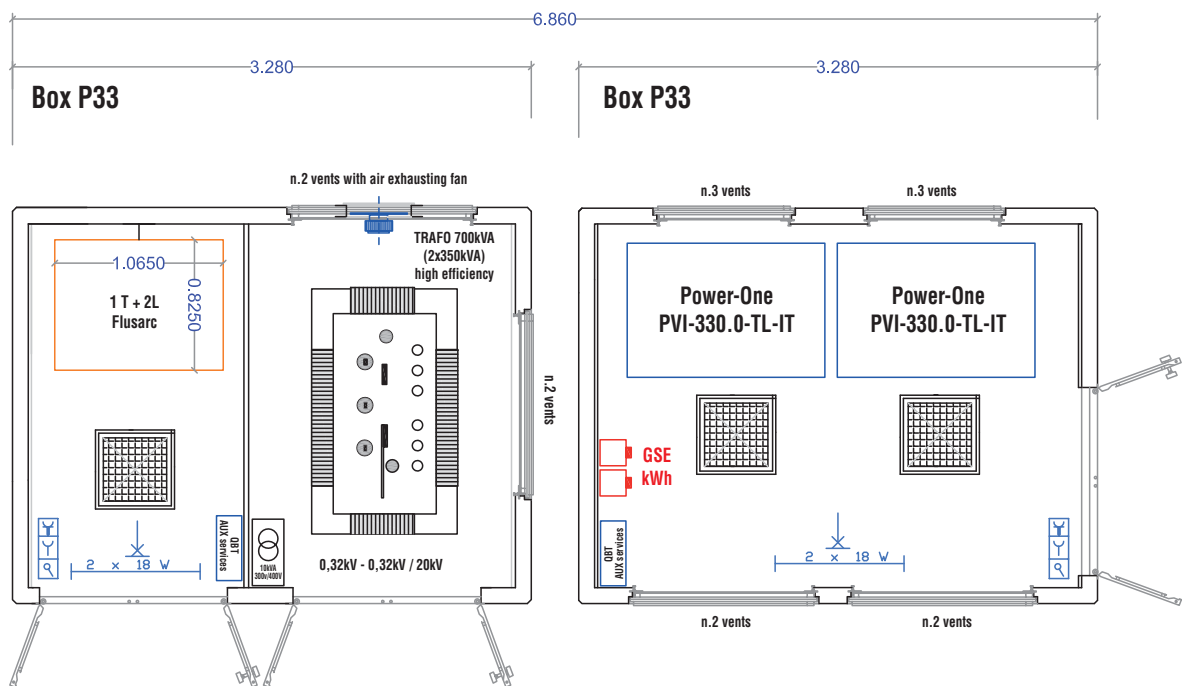 6.860
3.280
3.280
Box P33
Box P33
n.2 vents with air exhausting fan
n.3 vents
n.3 vents
TRAFO 700kVA
(2x350kVA)
high efficiency
1.0650
0.8250
1 T + 2L
Flusarc
Power-One
PVI-330.0-TL-IT
Power-One
PVI-330.0-TL-IT
n.2 vents
GSE
kWh
QBT
AUX services
10kVA
300v/400V
0,32kV - 0,32kV / 20kV
2 x 18 W
QBT
AUX services
2 x 18 W
n.2 vents
n.2 vents